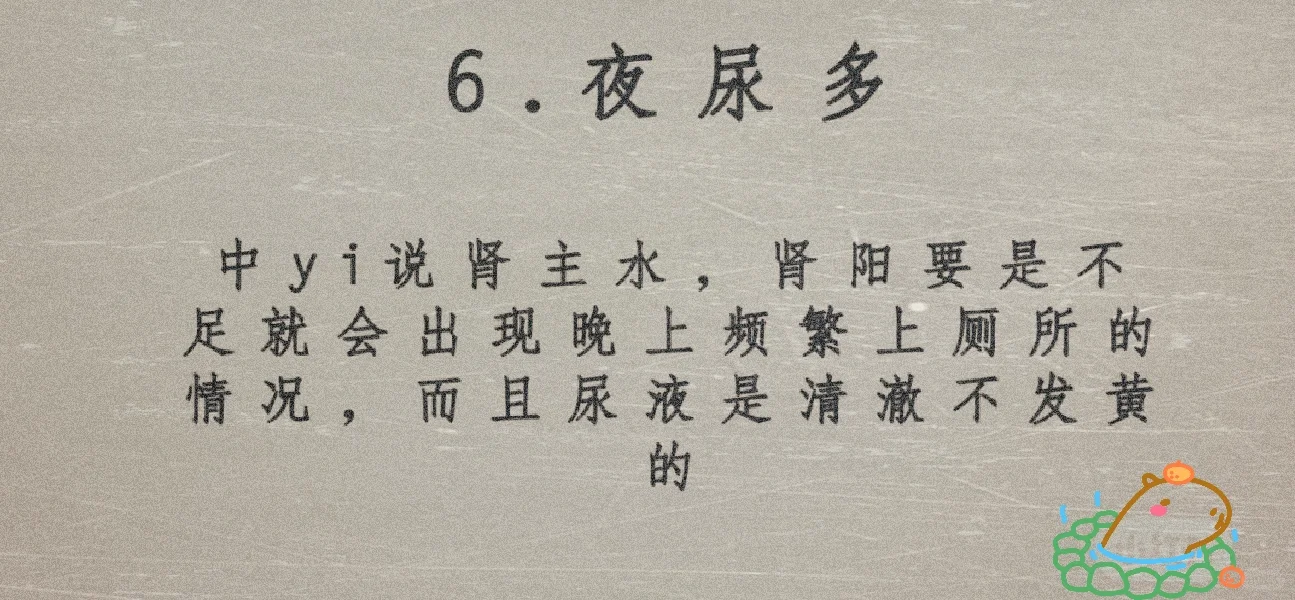 6.夜尿多
中yi说肾主水，肾阳要是不
足就会出现晚上频繁上厕所的
情况，而且尿液是清澈不发黄
的